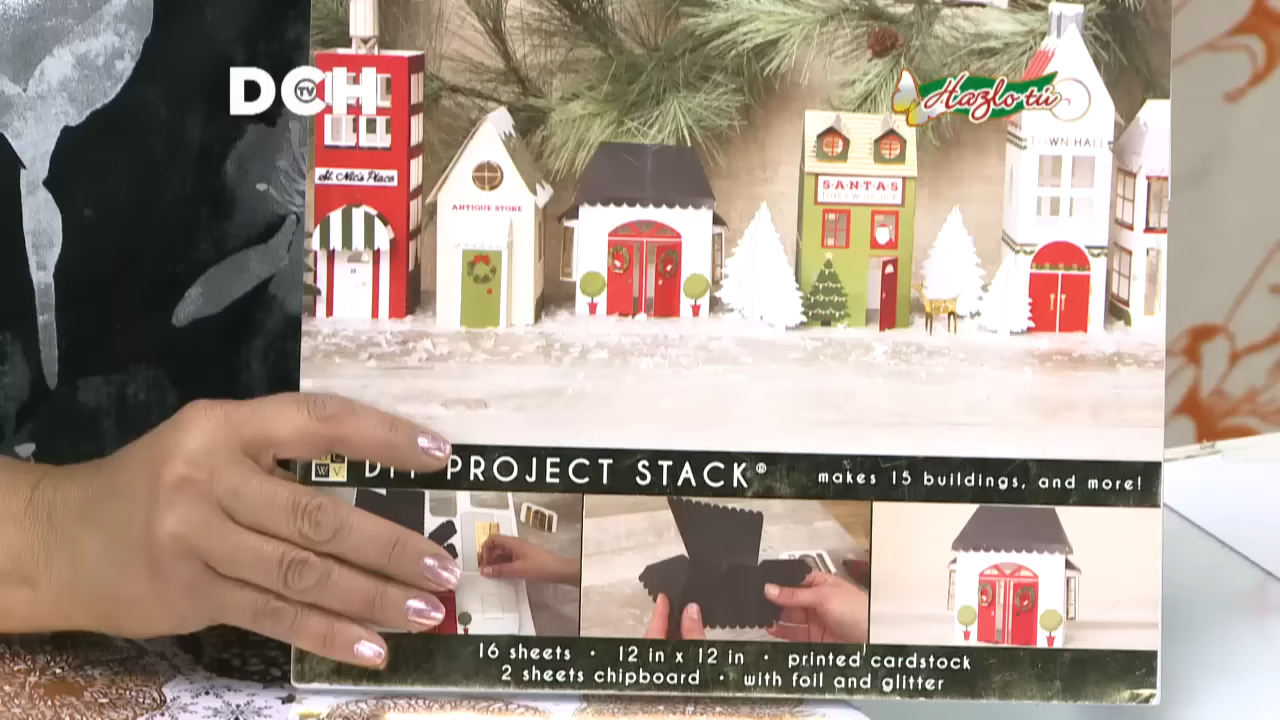 DCH
TV
Hazlo tú
St. Nic's Place
ANTIQUE STORE
SANTAS
TOWN HALL
PROJECT STACK®
makes 15 buildings, and more!
16 sheets · 12 in x 12 in · printed cardstock
2 sheets chipboard · with foil and glitter